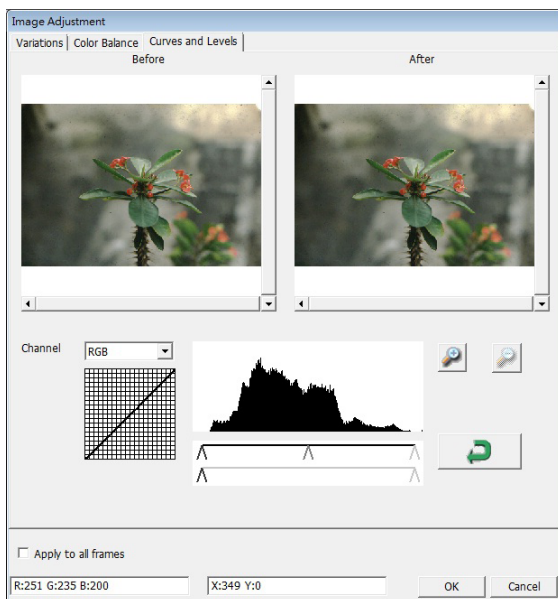 Image Adjustment
Variations Color Balance Curves and Levels
Before After
Channel RGB
Apply to all frames
R:251 G:235 B:200 X:349 Y:0 OK Cancel